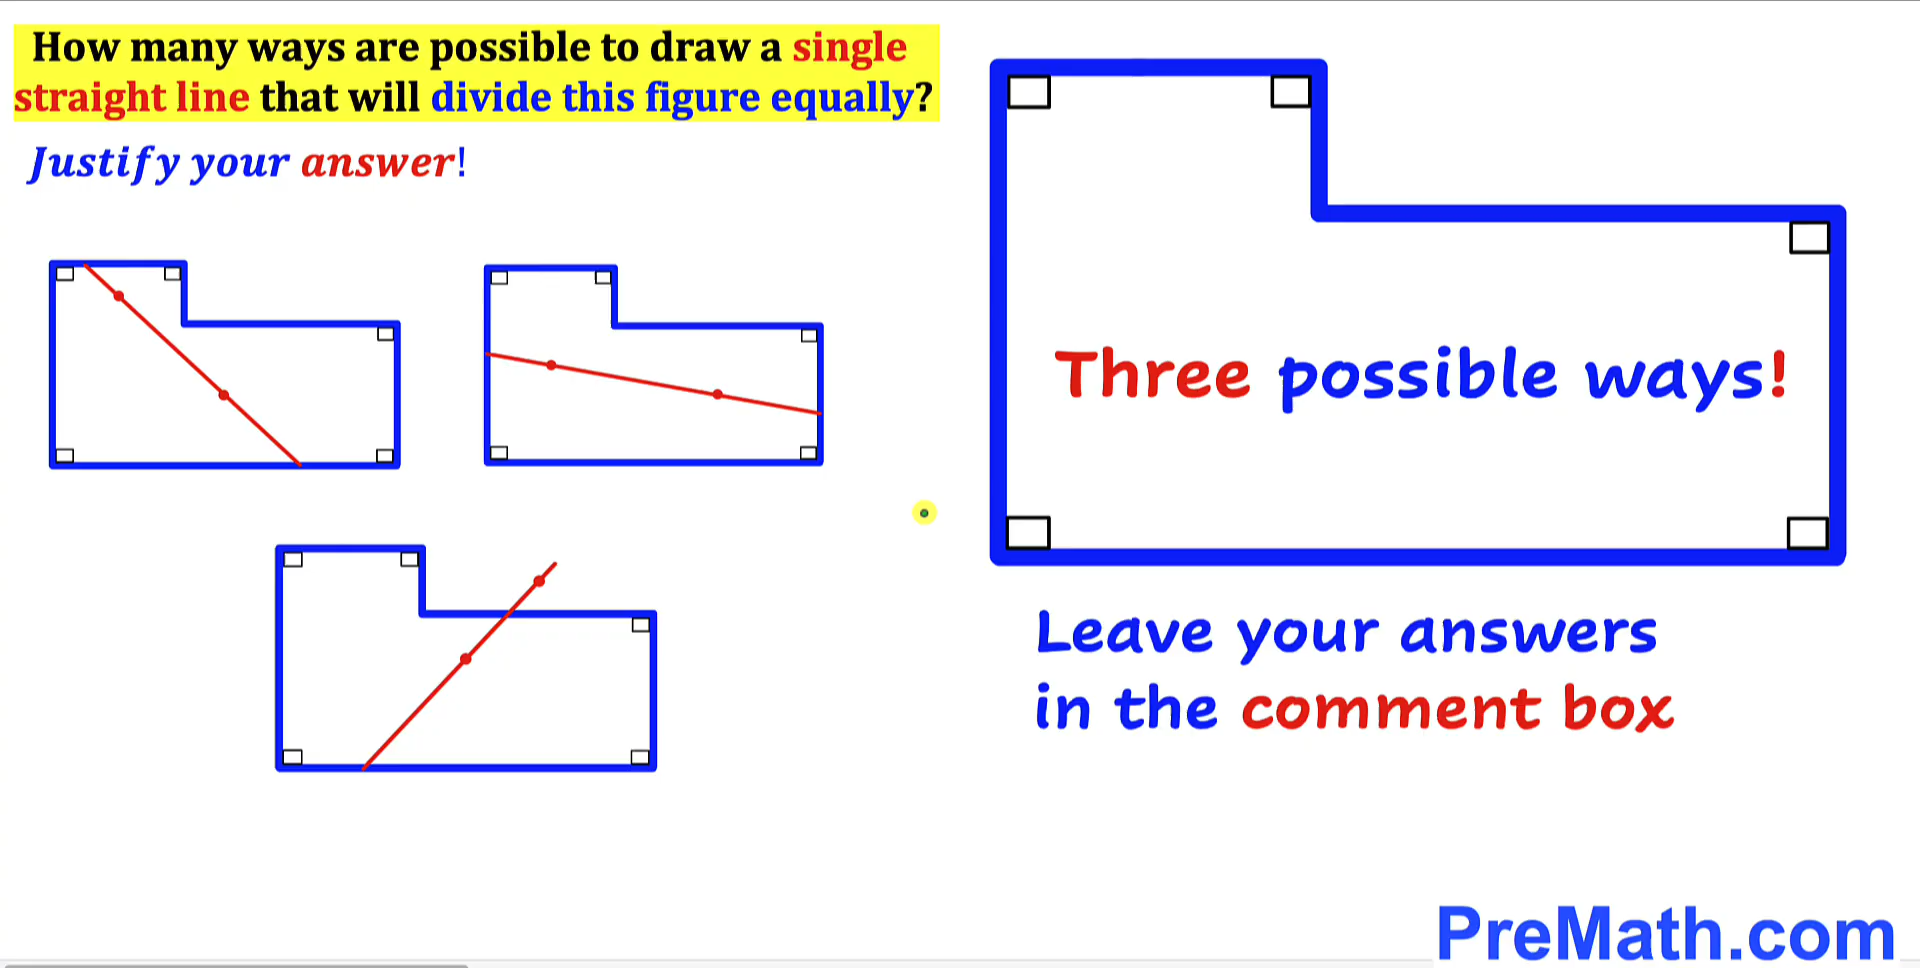 How many ways are possible to draw a single
straight line that will divide this figure equally?
Justify your answer!
Three possible ways!
Leave your answers
in the comment box
PreMath.com